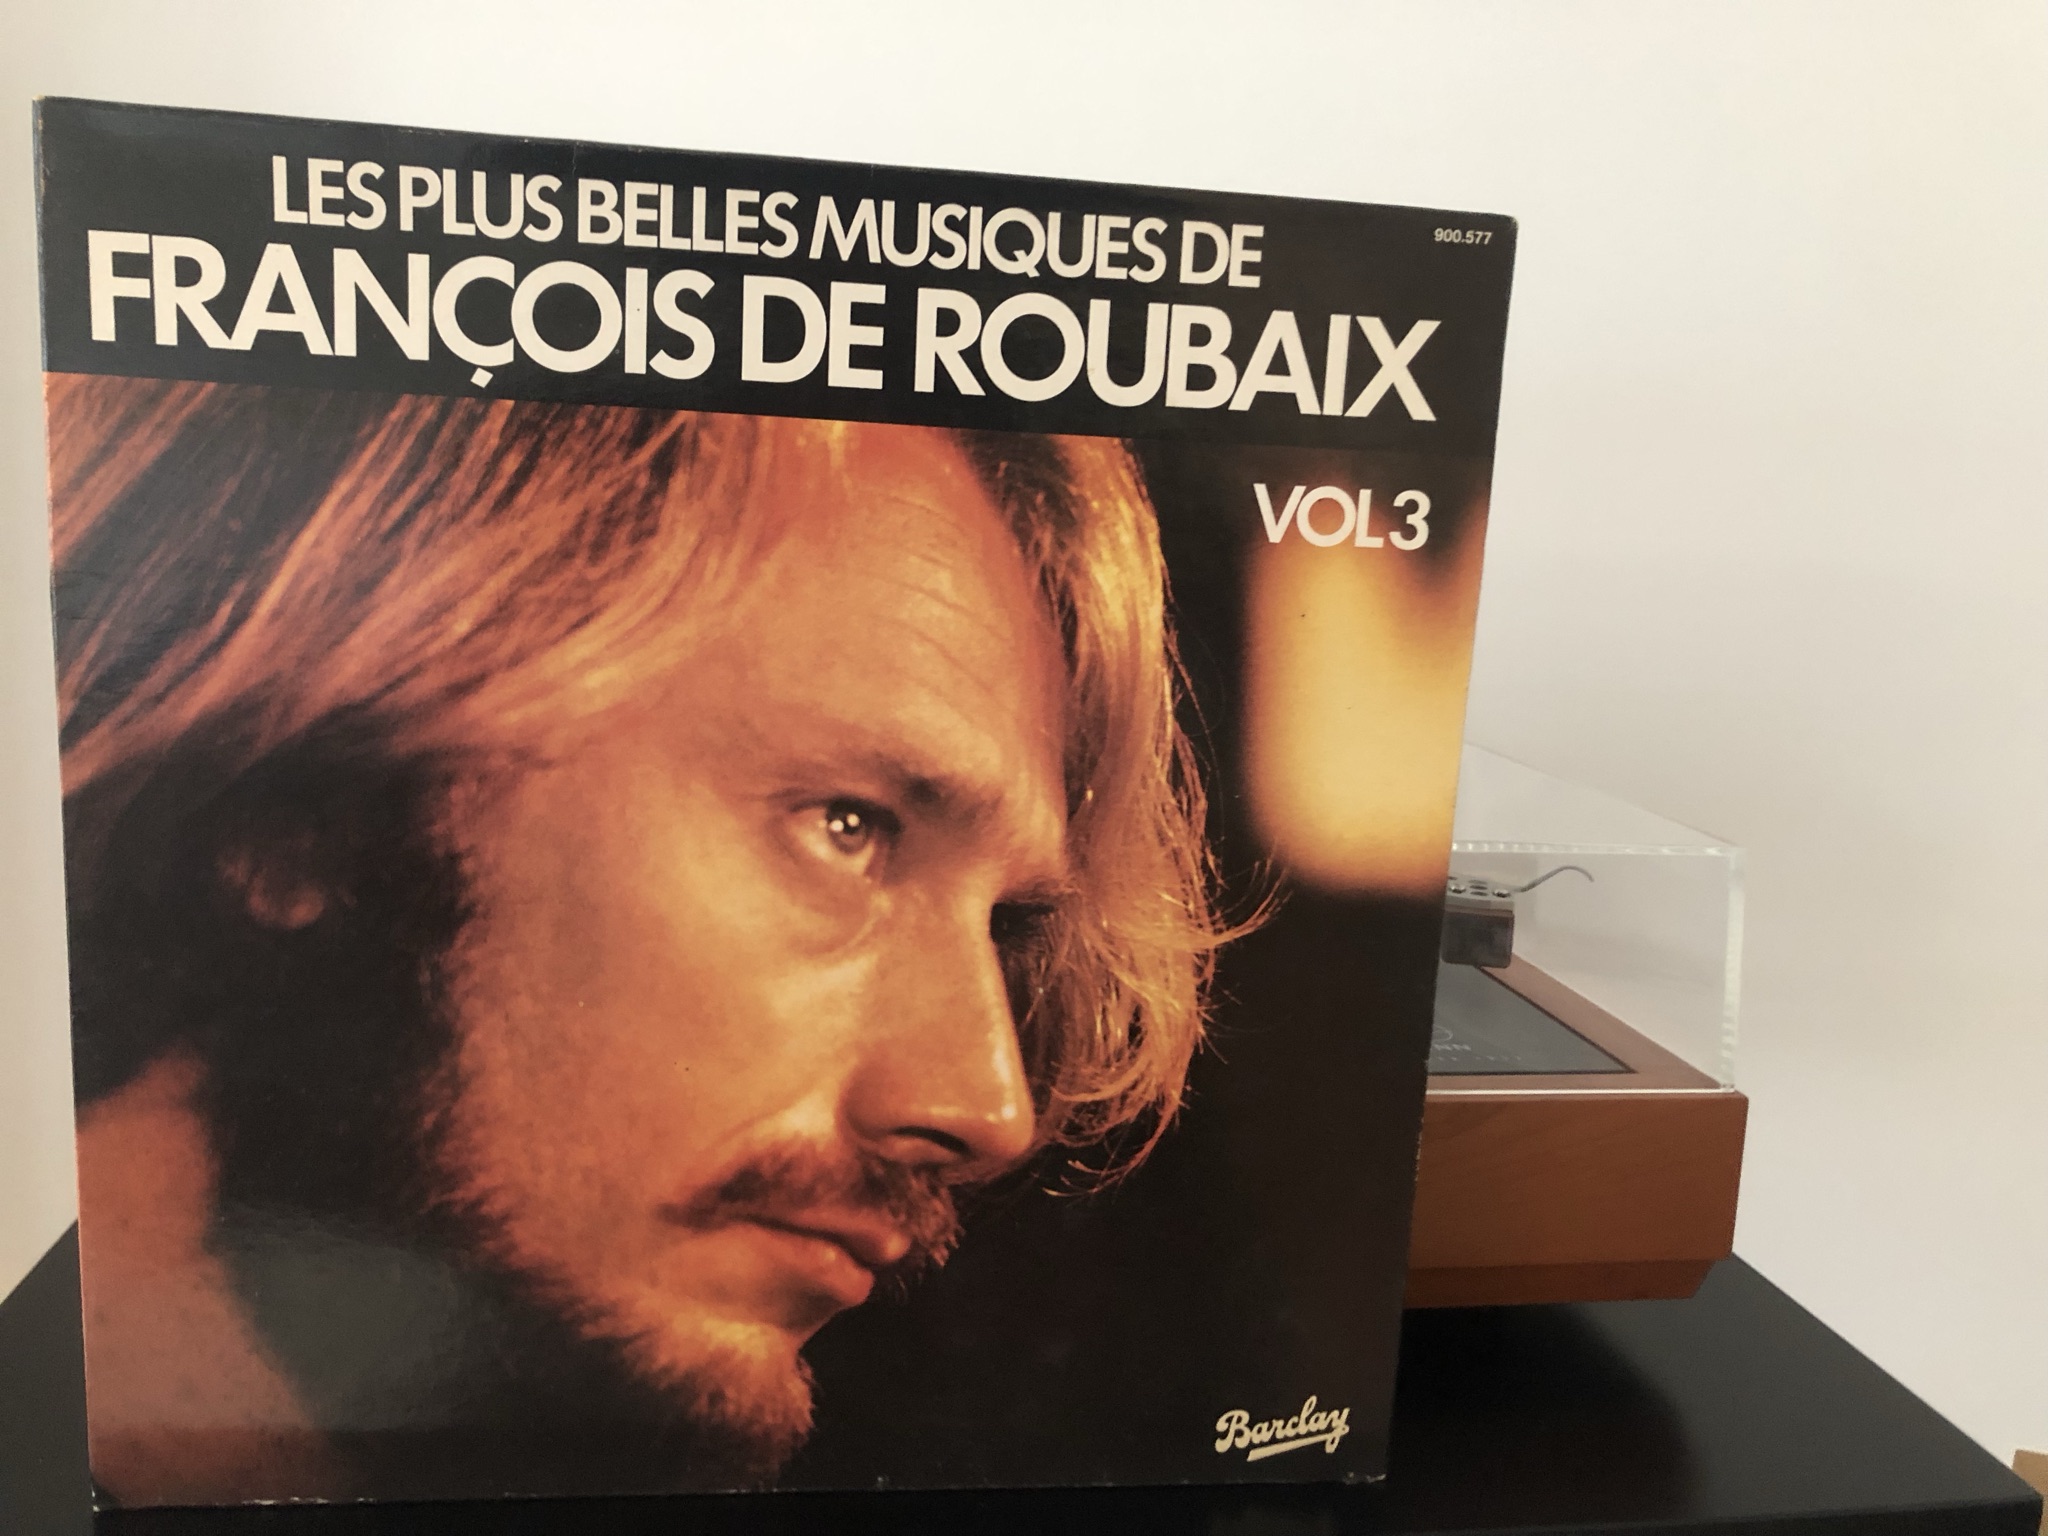 LES PLUS BELLES MUSIQUES DE
900.577
FRANÇOIS DE ROUBAIX
VOL 3
Barclay